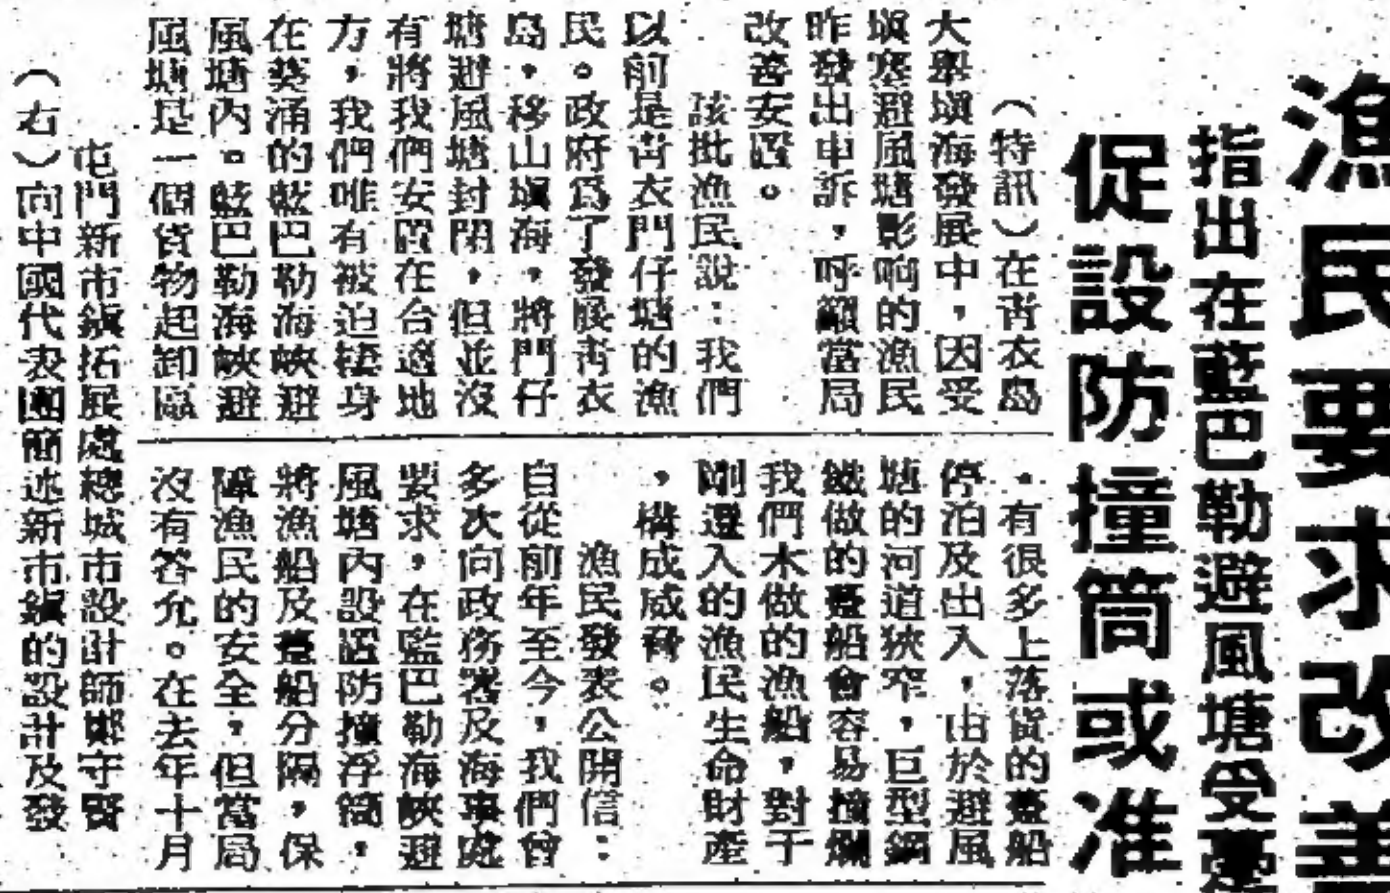 漁民要求改善
指出在藍巴勒避風塘受躉
促設防撞筒或准
（特訊）在青衣島
大舉塡海發展中，因受
塡塞避風塘影响的漁民
昨發出申訴，呼籲當局
改善安置。
該批漁民說：我們
以前是青衣門仔塘的漁
民。政府爲了發展青衣
島，移山塡海，將門仔
塘避風塘封閉，但並沒
有將我們安置在合適地
方，我們唯有被迫棲身
在葵涌的藍巴勒海峽避
風塘內。藍巴勒海峽避
風塘是一個貨物起卸區
，有很多上落貨的躉船
停泊及出入，由於避風
塘的河道狹窄，巨型鋼
鐵做的躉船會容易撞爛
我們木做的漁船，對于
剛遷入的漁民生命財產
，構成威脅。
漁民發表公開信：
自從前年至今，我們曾
多次向政務署及海事處
要求，在監巴勒海峽避
風塘內設置防撞浮筒，
將漁船及躉船分隔，保
障漁民的安全，但當局
沒有答允。在去年十月
屯門新市鎮拓展處總城市設計師鄭守賢
（右）向中國代表團簡述新市鎮的設計及發